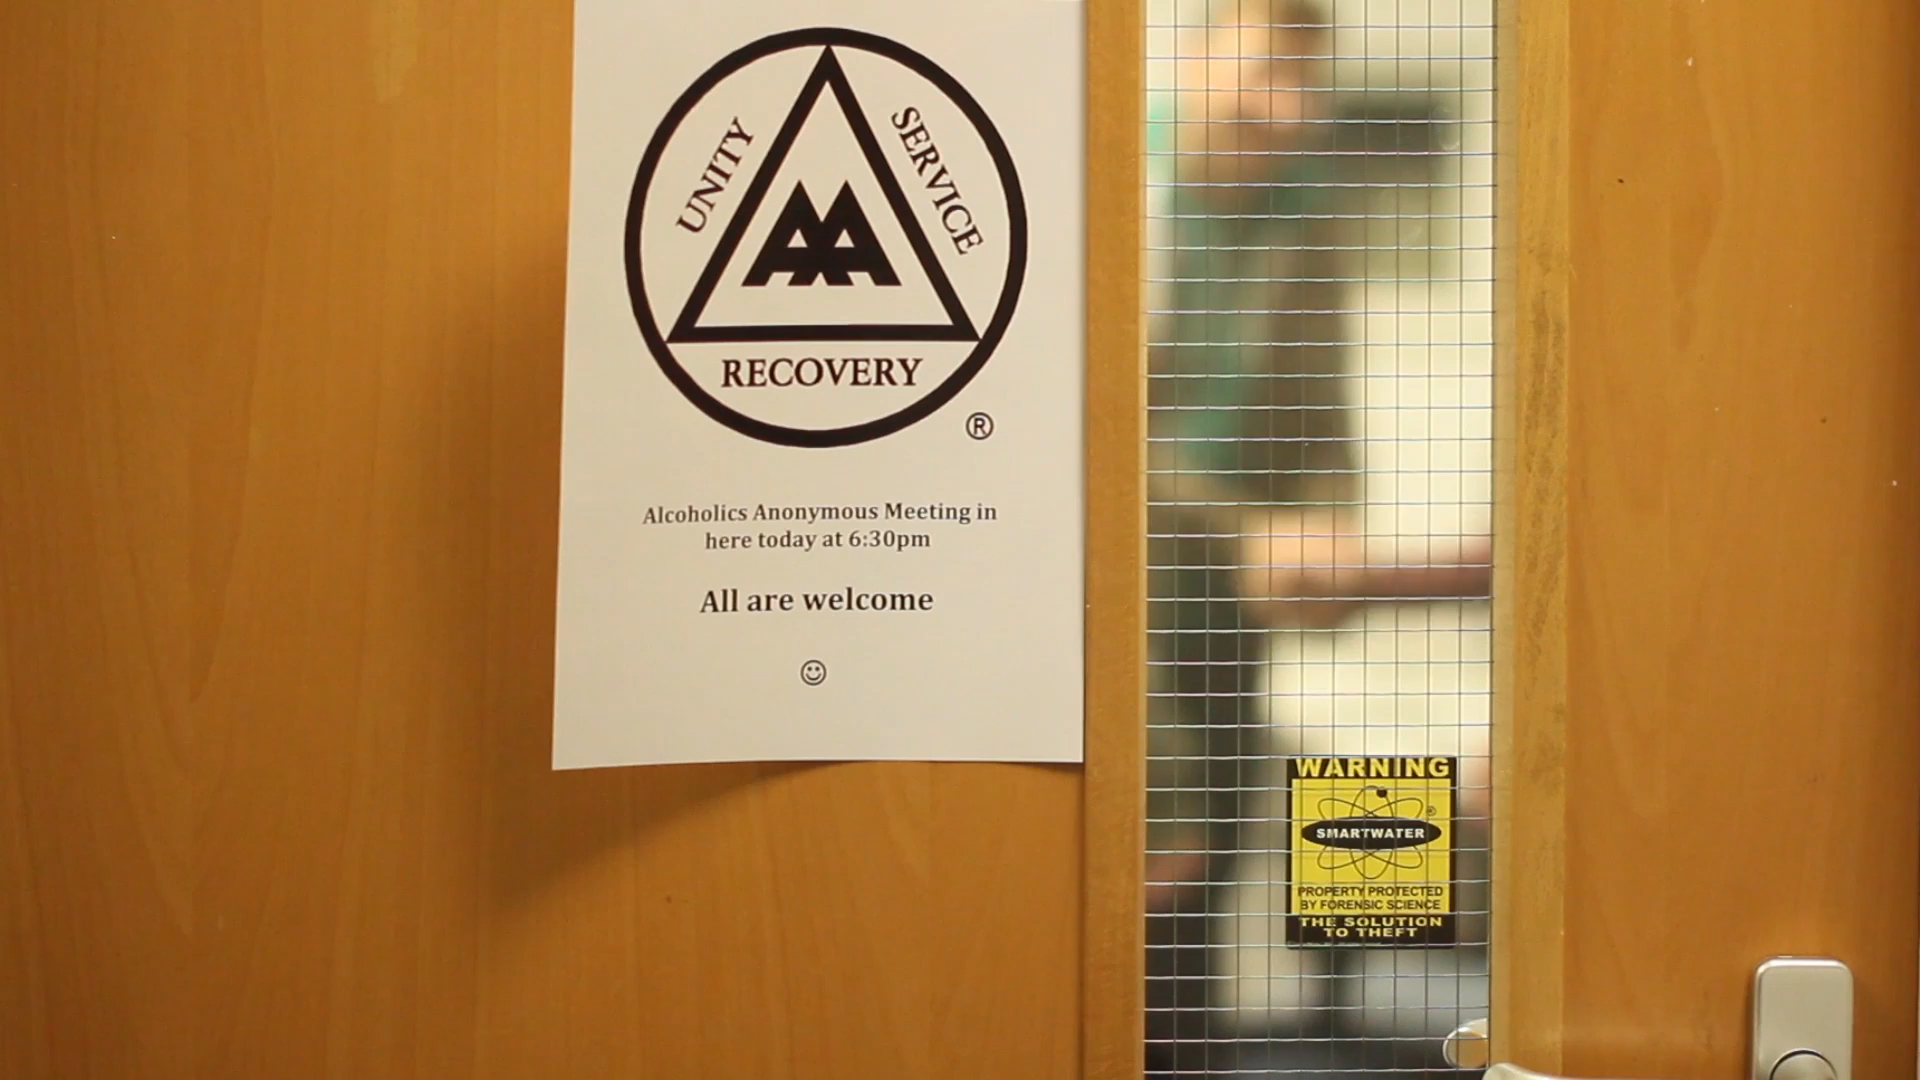 UNITY
SERVICE
AA
RECOVERY
®
Alcoholics Anonymous Meeting in
here today at 6:30pm
All are welcome
☺
WARNING
®
SMARTWATER
PROPERTY PROTECTED
BY FORENSIC SCIENCE
THE SOLUTION
TO THEFT